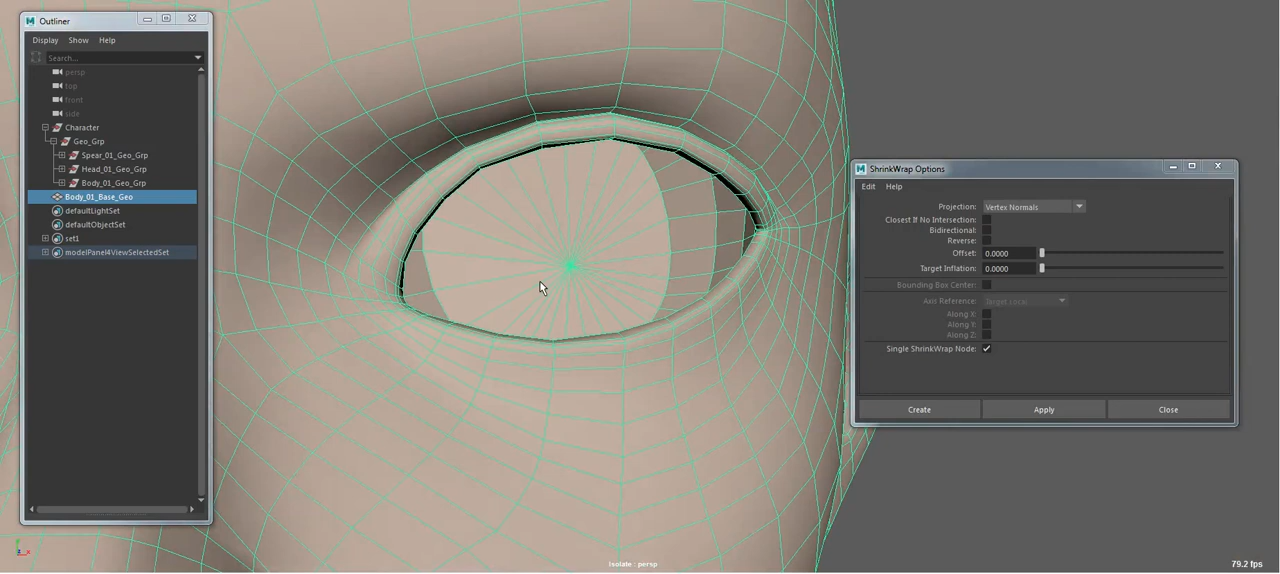 Outliner
Display Show Help
Search...
persp
top
front
side
Character
Geo_Grp
Spear_01_Geo_Grp
Head_01_Geo_Grp
Body_01_Geo_Grp
Body_01_Base_Geo
defaultLightSet
defaultObjectSet
set1
modelPanel4ViewSelectedSet
ShrinkWrap Options
Edit Help
Projection: Vertex Normals
Closest If No Intersection:
Bidirectional:
Reverse:
Offset: 0.0000
Target Inflation: 0.0000
Bounding Box Center:
Axis Reference: Target Local
Along X:
Along Y:
Along Z:
Single ShrinkWrap Node:
Create Apply Close
Isolate : persp
79.2 fps